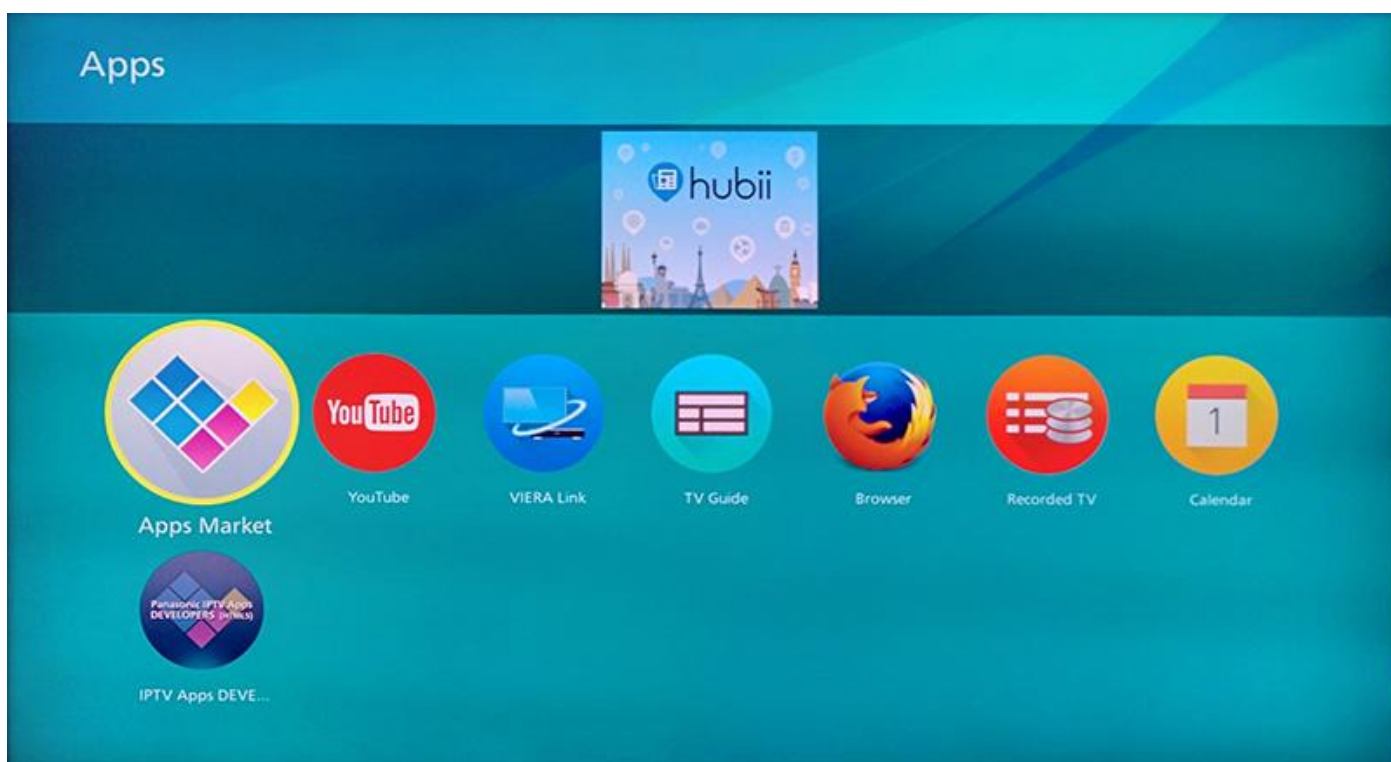 Apps
hubii
You Tube
YouTube
VIERA Link
TV Guide
Browser
Recorded TV
1
Calendar
Apps Market
Panasonic IPTV Apps
DEVELOPERS (HTML5)
IPTV Apps DEVE...